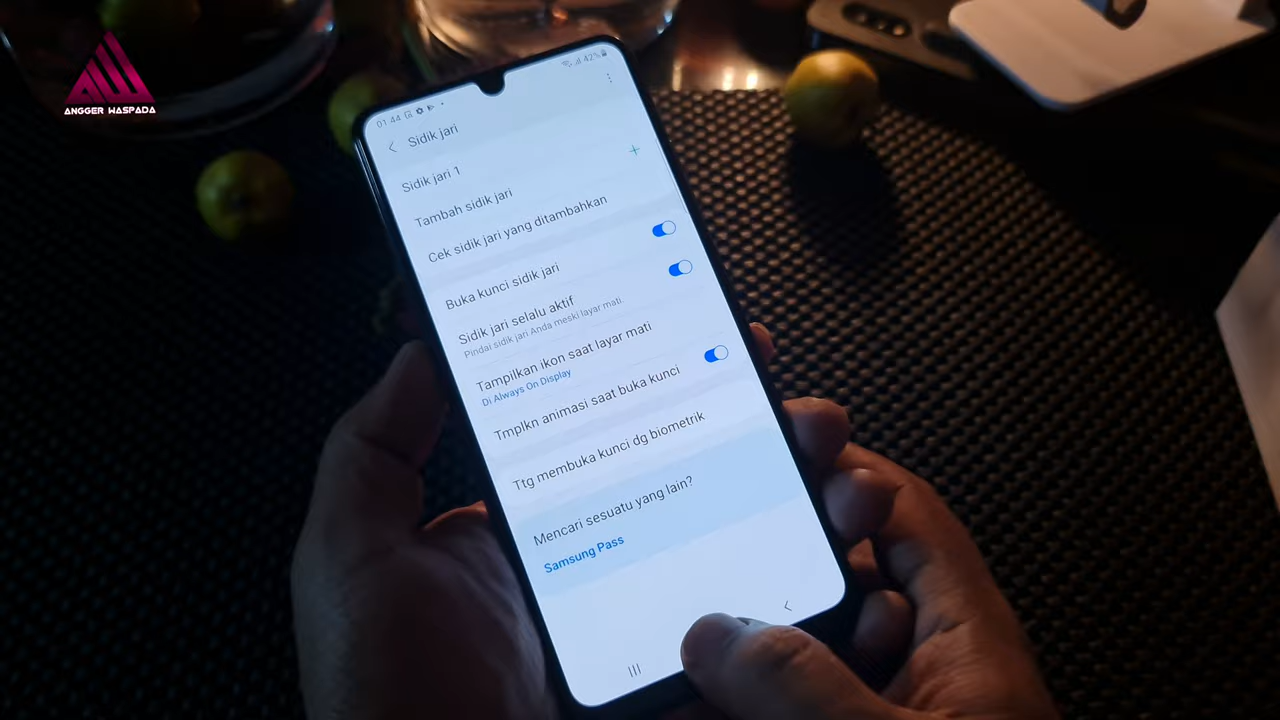 ANGGER WASPADA
01.44
42%
Sidik jari
Sidik jari 1
Tambah sidik jari
Cek sidik jari yang ditambahkan
Buka kunci sidik jari
Sidik jari selalu aktif
Pindai sidik jari Anda meski layar mati.
Tampilkan ikon saat layar mati
Di Always On Display
Tmplkn animasi saat buka kunci
Ttg membuka kunci dg biometrik
Mencari sesuatu yang lain?
Samsung Pass